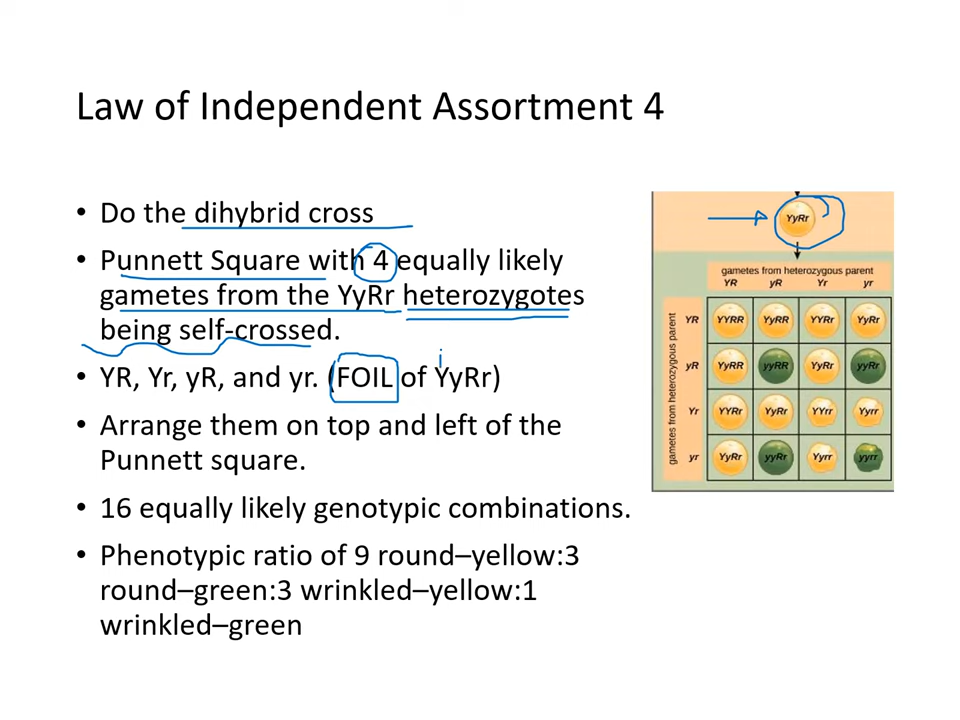 Law of Independent Assortment 4
• Do the dihybrid cross
• Punnett Square with 4 equally likely
gametes from the YyRr heterozygotes
being self-crossed.
• YR, Yr, yR, and yr. (FOIL of YyRr)
• Arrange them on top and left of the
Punnett square.
• 16 equally likely genotypic combinations.
• Phenotypic ratio of 9 round–yellow:3
round–green:3 wrinkled–yellow:1
wrinkled–green
YyRr
gametes from heterozygous parent
YR yR Yr yr
gametes from heterozygous parent
YR YYRR YyRR YYRr YyRr
yR YyRR yyRR YyRr yyRr
Yr YYRr YyRr YYrr Yyrr
yr YyRr yyRr Yyrr yyrr